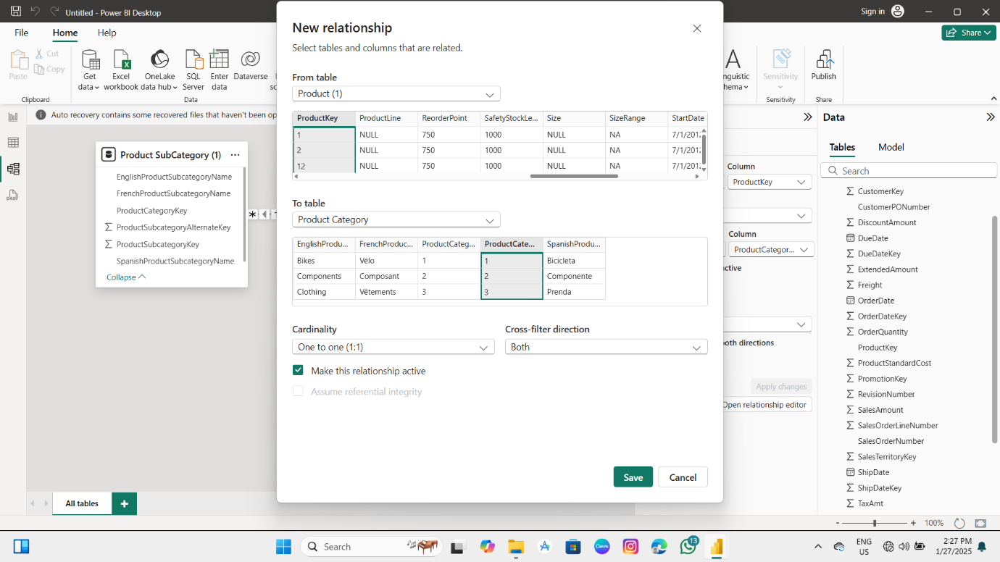 Untitled - Power BI Desktop
Sign in
File
Home
Help
Share
Paste
Cut
Copy
Clipboard
Get
data
Excel
workbook
OneLake
data hub
SQL
Server
Enter
data
Dataverse
Data
nguistic
hema
Sensitivity
Sensitivity
Publish
Share
Auto recovery contains some recovered files that haven't been op
Product SubCategory (1)
EnglishProductSubcategoryName
FrenchProductSubcategoryName
ProductCategoryKey
ProductSubcategoryAlternateKey
ProductSubcategoryKey
SpanishProductSubcategoryName
Collapse
New relationship
Select tables and columns that are related.
From table
Product (1)
ProductKey ProductLine ReorderPoint SafetyStockLe... Size SizeRange StartDate
1 NULL 750 1000 NULL NA 7/1/2012
2 NULL 750 1000 NULL NA 7/1/2012
12 NULL 750 1000 NULL NA 7/1/201
To table
Product Category
EnglishProdu... FrenchProduc... ProductCateg... ProductCate... SpanishProdu...
Bikes Vélo 1 1 Bicicleta
Components Composant 2 2 Componente
Clothing Vêtements 3 3 Prenda
Cardinality
One to one (1:1)
Cross-filter direction
Both
Make this relationship active
Assume referential integrity
Save
Cancel
Column
ProductKey
Column
ProductCategor...
ctive
oth directions
Apply changes
Open relationship editor
Data
Tables
Model
Search
CustomerKey
CustomerPONumber
DiscountAmount
DueDate
DueDateKey
ExtendedAmount
Freight
OrderDate
OrderDateKey
OrderQuantity
ProductKey
ProductStandardCost
PromotionKey
RevisionNumber
SalesAmount
SalesOrderLineNumber
SalesOrderNumber
SalesTerritoryKey
ShipDate
ShipDateKey
TaxAmt
All tables
100%
Search
13
ENG
US
2:27 PM
1/27/2025